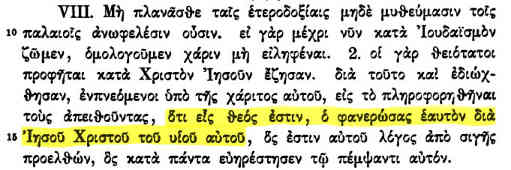 VIII. Μὴ πλανᾶσθε ταῖς ἑτεροδοξίαις μηδὲ μυθεύμασιν τοῖς
10 παλαιοῖς ἀνωφελέσιν οὖσιν. εἰ γὰρ μέχρι νῦν κατὰ Ἰουδαϊσμὸν
ζῶμεν, ὁμολογοῦμεν χάριν μὴ εἰληφέναι. 2. οἱ γὰρ θειότατοι
προφῆται κατὰ Χριστὸν Ἰησοῦν ἔζησαν. διὰ τοῦτο καὶ ἐδιώχ-
θησαν, ἐνπνεόμενοι ὑπὸ τῆς χάριτος αὐτοῦ, εἰς τὸ πληροφορηθῆναι
τοὺς ἀπειθοῦντας, ὅτι εἷς θεός ἐστιν, ὁ φανερώσας ἑαυτὸν διὰ
15 Ἰησοῦ Χριστοῦ τοῦ υἱοῦ αὐτοῦ, ὅς ἐστιν αὐτοῦ λόγος ἀπὸ σιγῆς
προελθών, ὃς κατὰ πάντα εὐηρέστησεν τῷ πέμψαντι αὐτόν.